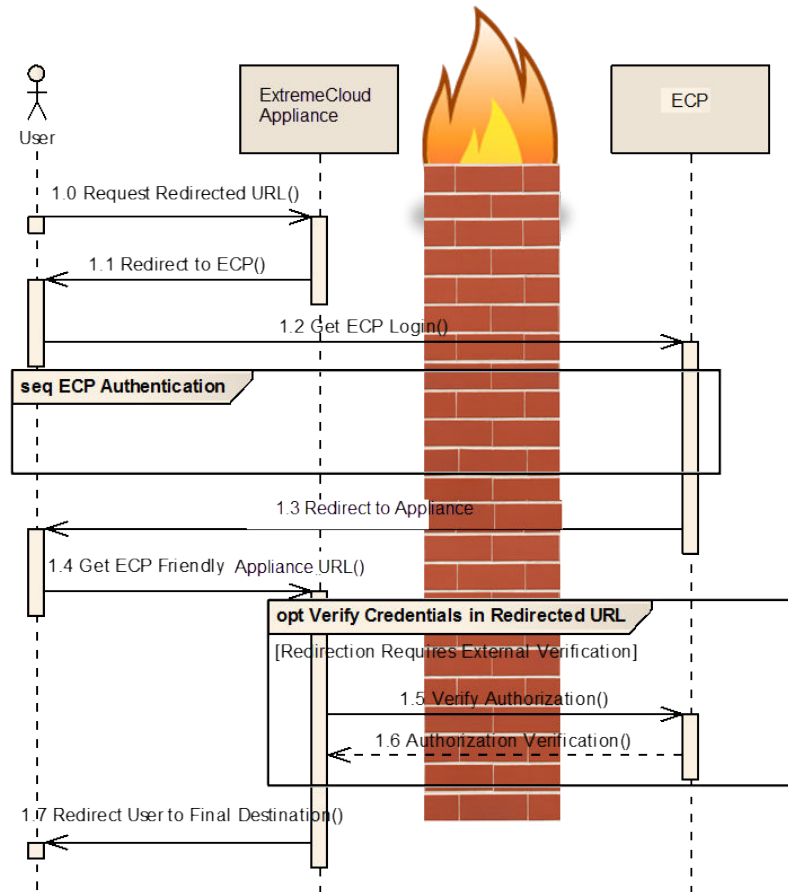 User
ExtremeCloud
Appliance
ECP
1.0 Request Redirected URL()
1.1 Redirect to ECP()
1.2 Get ECP Login()
seq ECP Authentication
1.3 Redirect to Appliance
1.4 Get ECP Friendly Appliance URL()
opt Verify Credentials in Redirected URL
[Redirection Requires External Verification]
1.5 Verify Authorization()
1.6 Authorization Verification()
1.7 Redirect User to Final Destination()